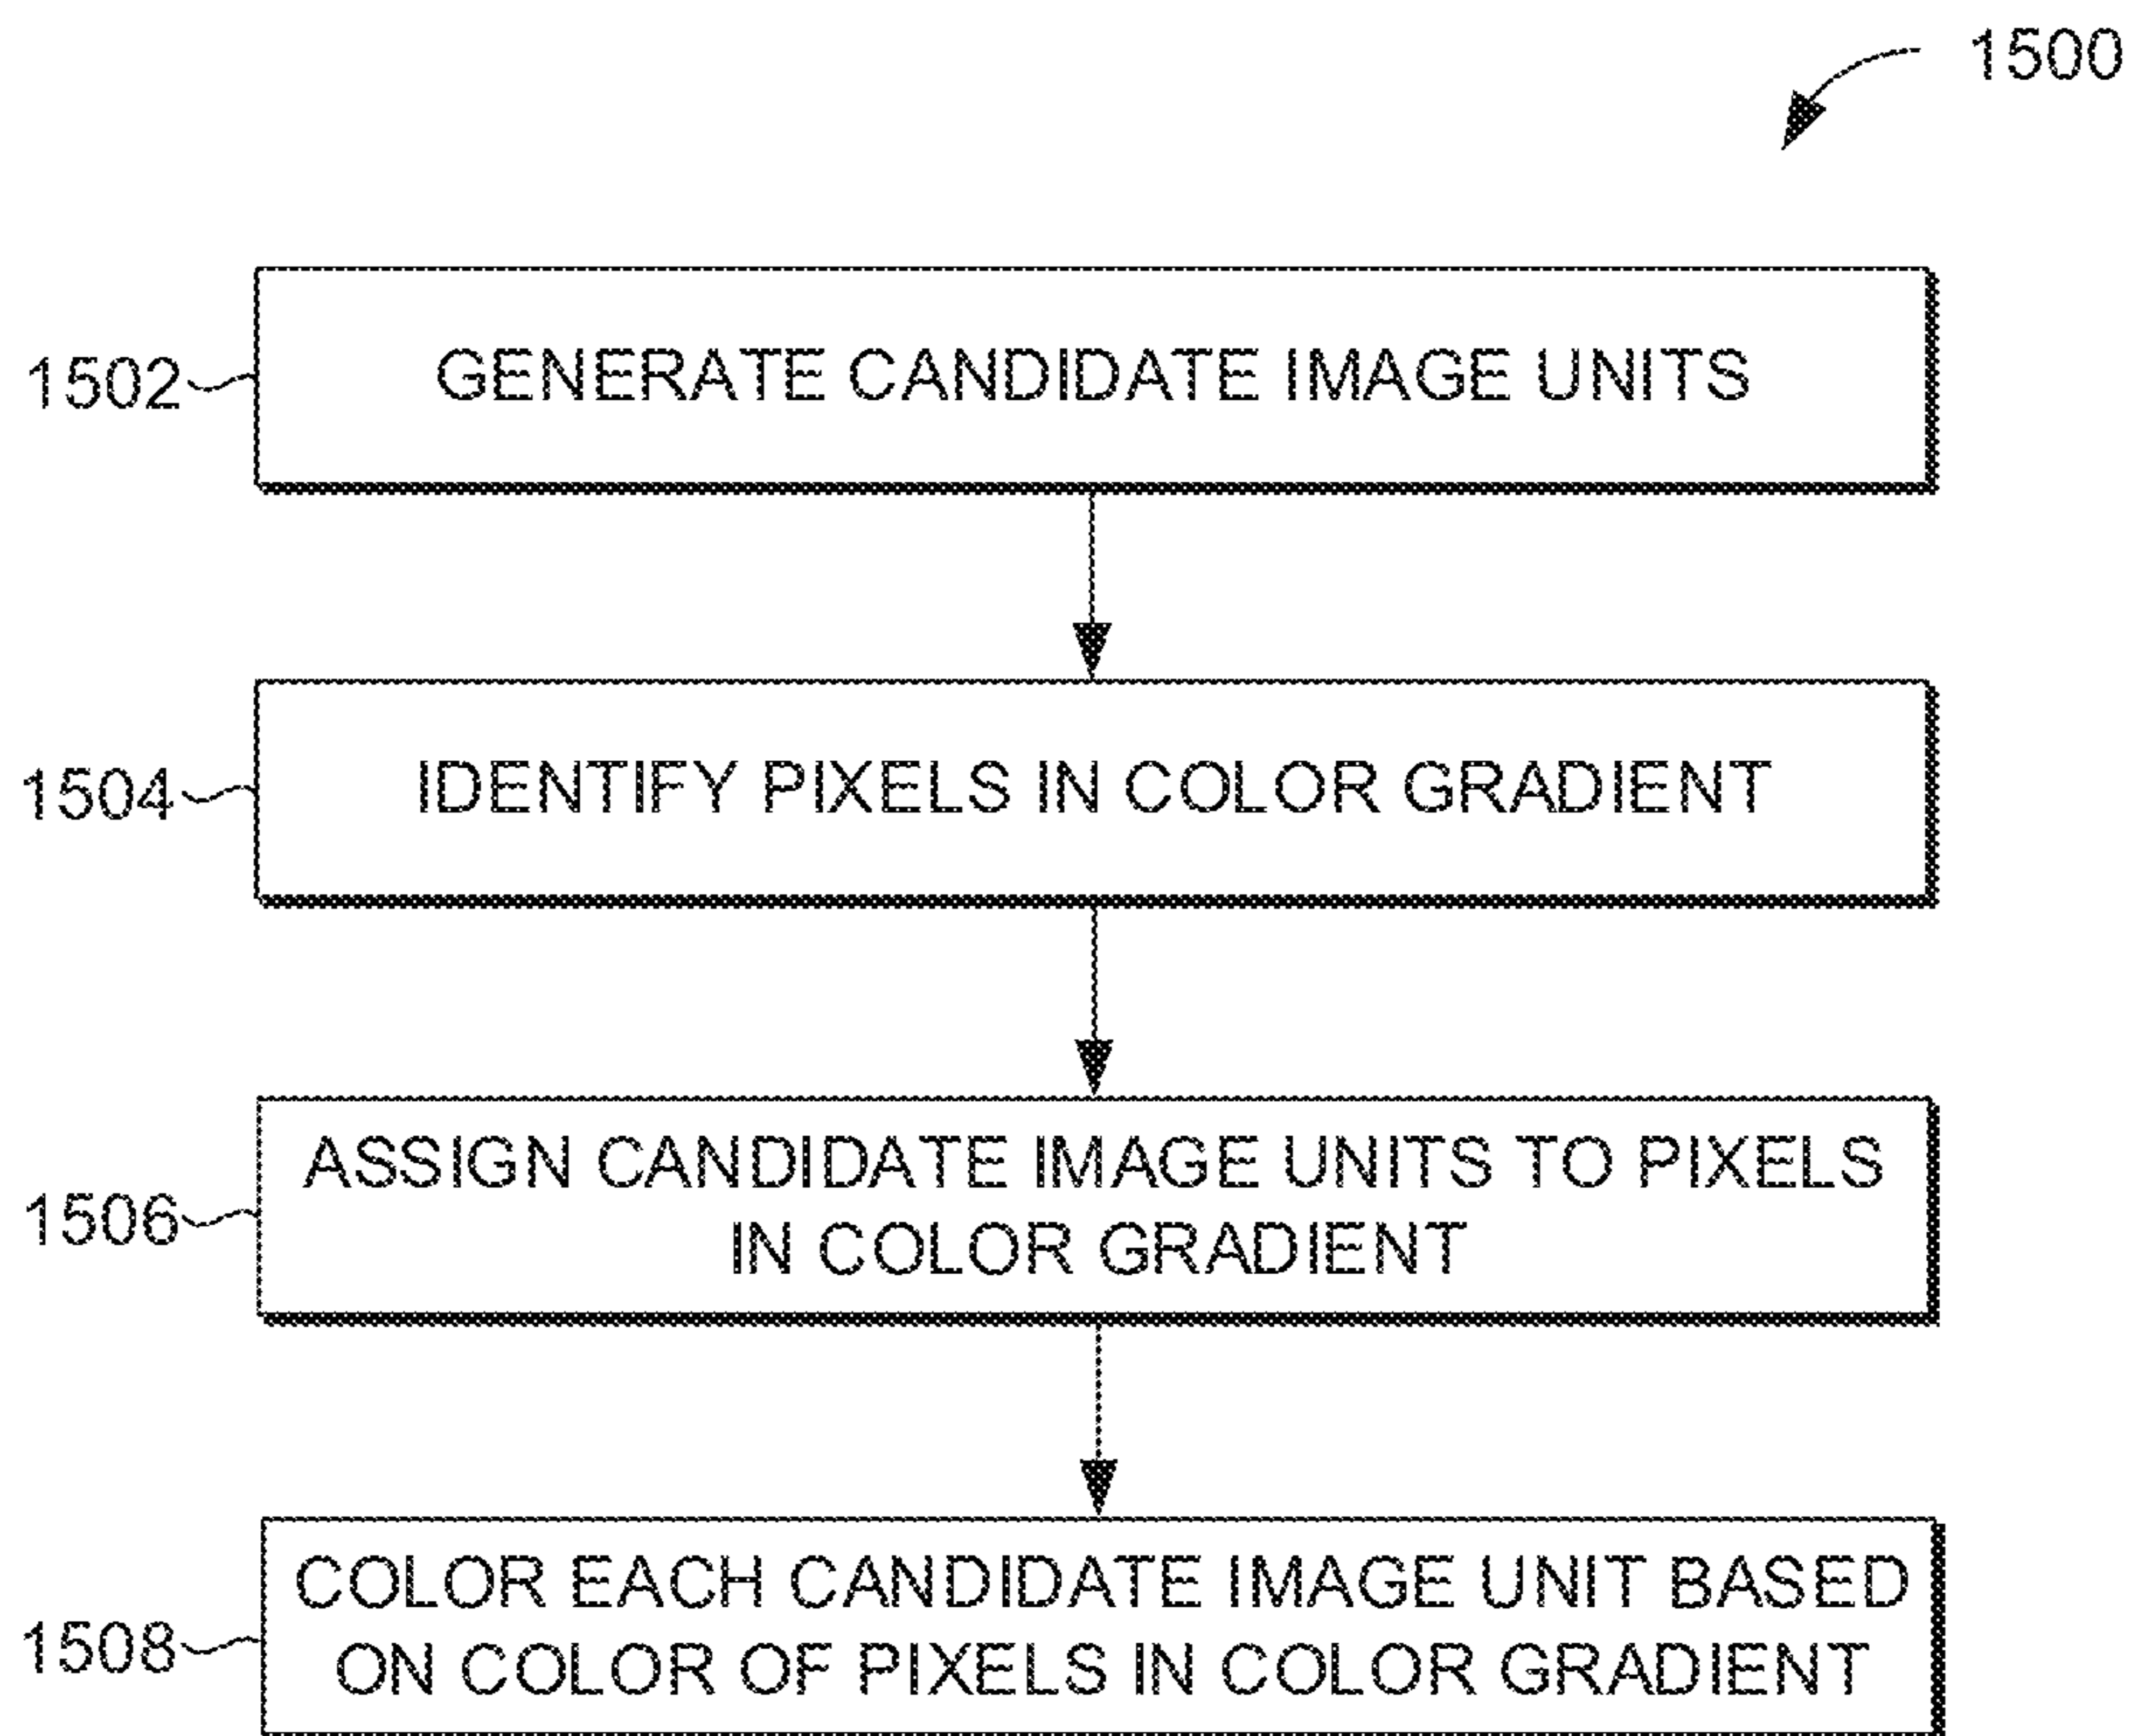 1500
1502
GENERATE CANDIDATE IMAGE UNITS
1504
IDENTIFY PIXELS IN COLOR GRADIENT
1506
ASSIGN CANDIDATE IMAGE UNITS TO PIXELS
IN COLOR GRADIENT
1508
COLOR EACH CANDIDATE IMAGE UNIT BASED
ON COLOR OF PIXELS IN COLOR GRADIENT